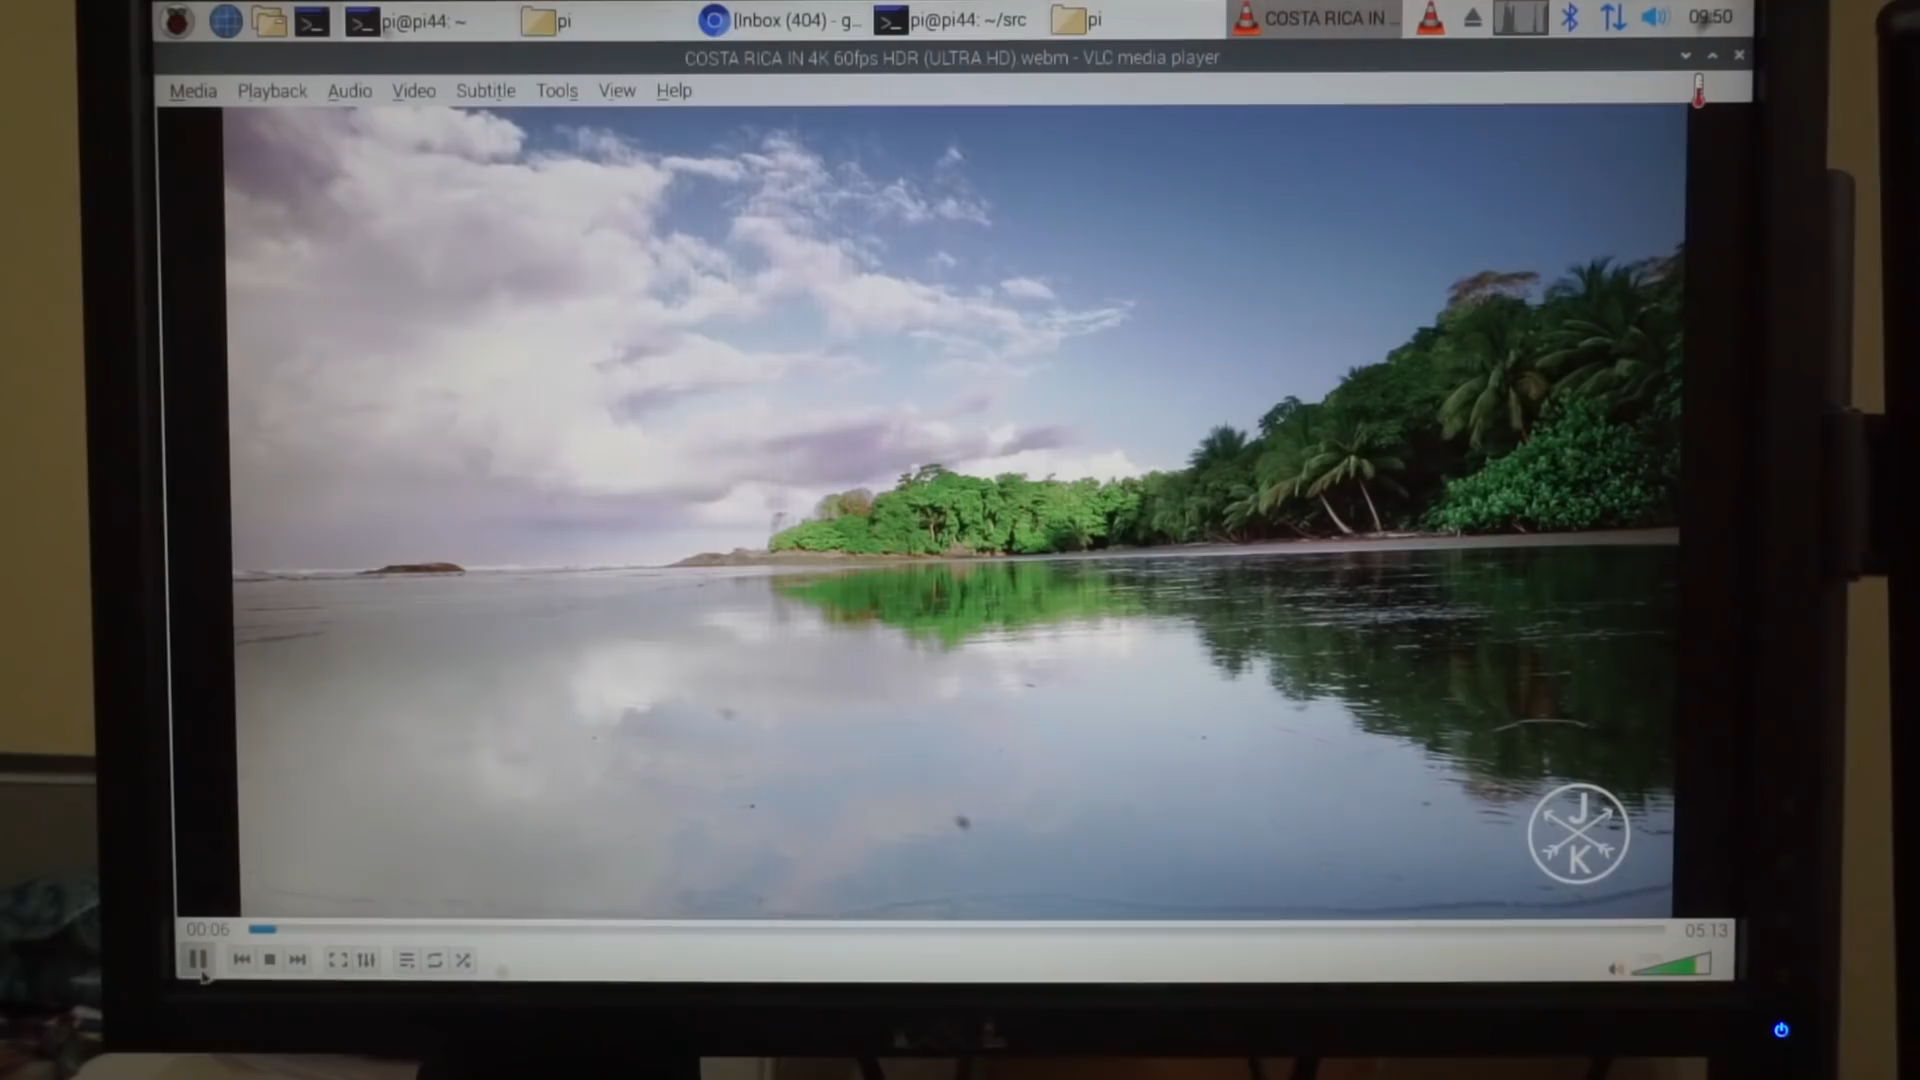 pi@pi44: ~
pi
[Inbox (404) - g...
pi@pi44: ~/src
pi
COSTA RICA IN ...
09:50
COSTA RICA IN 4K 60fps HDR (ULTRA HD).webm - VLC media player
Media Playback Audio Video Subtitle Tools View Help
J
K
00:06
05:13